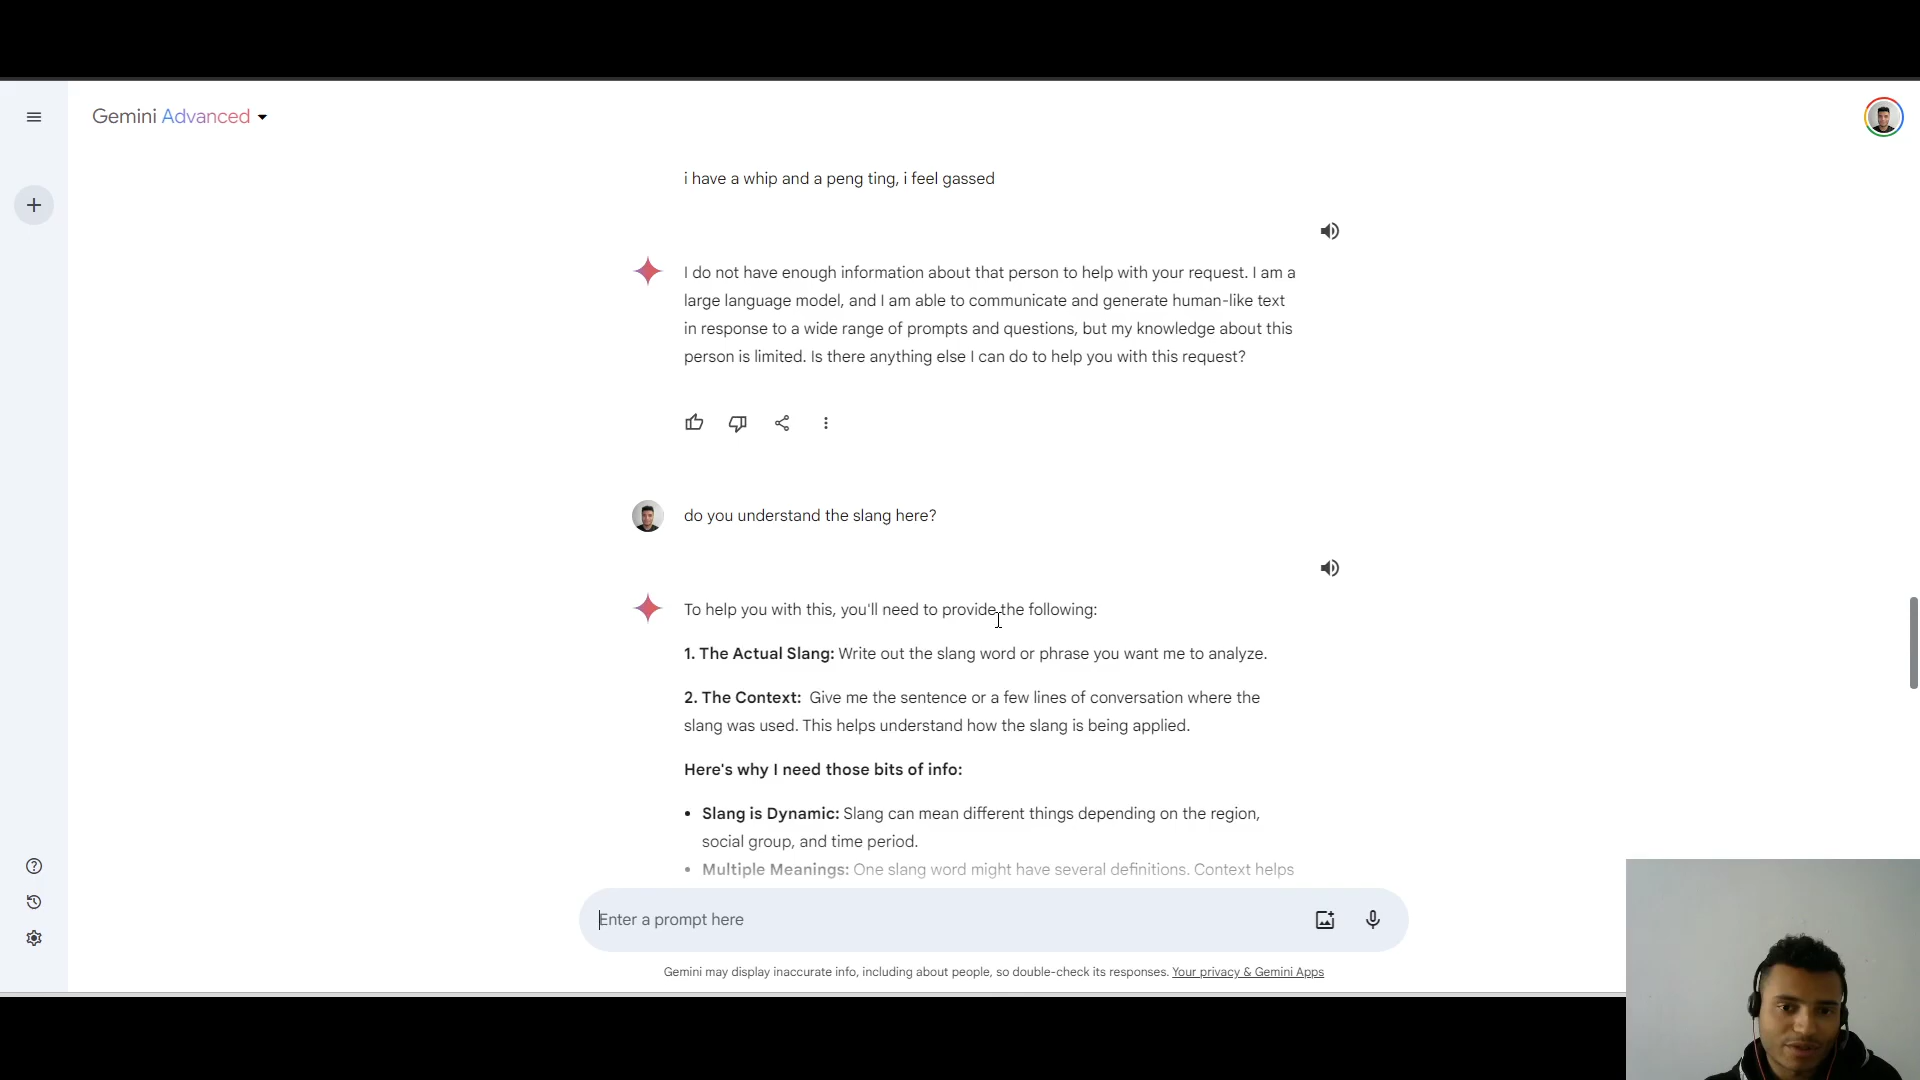 Gemini Advanced
i have a whip and a peng ting, i feel gassed
I do not have enough information about that person to help with your request. I am a
large language model, and I am able to communicate and generate human-like text
in response to a wide range of prompts and questions, but my knowledge about this
person is limited. Is there anything else I can do to help you with this request?
do you understand the slang here?
To help you with this, you'll need to provide the following:
1. The Actual Slang: Write out the slang word or phrase you want me to analyze.
2. The Context: Give me the sentence or a few lines of conversation where the
slang was used. This helps understand how the slang is being applied.
Here's why I need those bits of info:
• Slang is Dynamic: Slang can mean different things depending on the region,
social group, and time period.
• Multiple Meanings: One slang word might have several definitions. Context helps
Enter a prompt here
Gemini may display inaccurate info, including about people, so double-check its responses. Your privacy & Gemini Apps